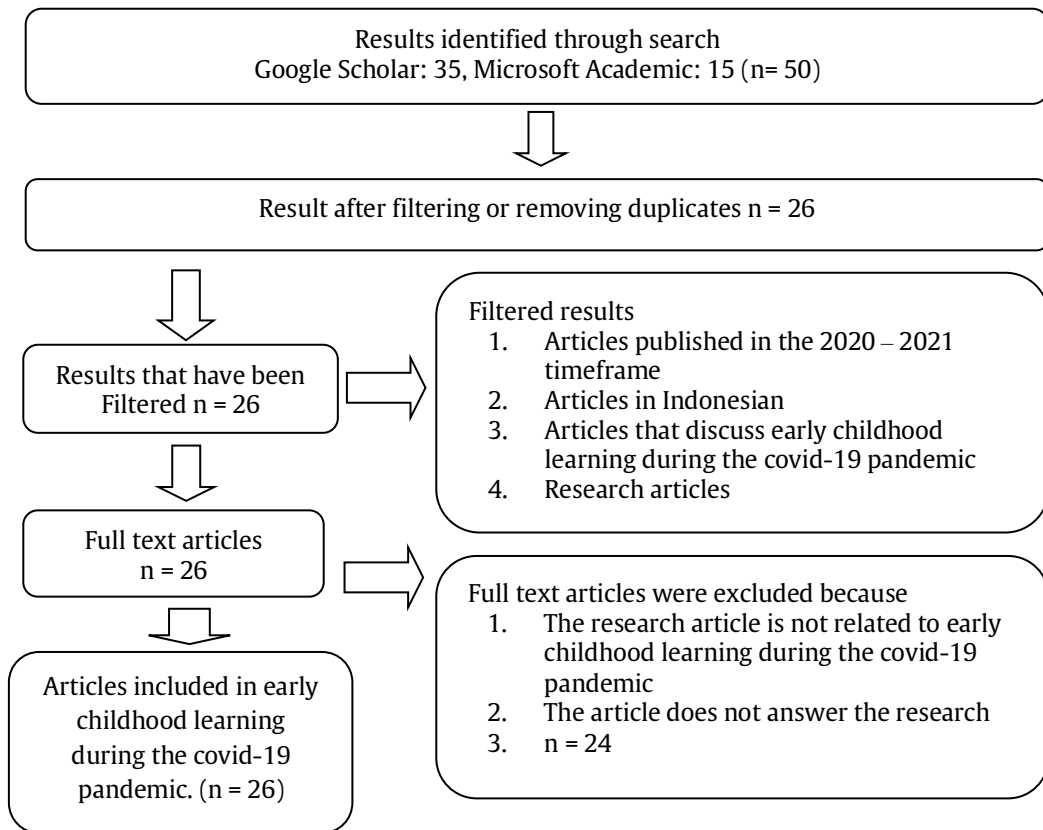 Results identified through search
Google Scholar: 35, Microsoft Academic: 15 (n= 50)
Result after filtering or removing duplicates n = 26
Results that have been
Filtered n = 26
Filtered results
1. Articles published in the 2020 – 2021
timeframe
2. Articles in Indonesian
3. Articles that discuss early childhood
learning during the covid-19 pandemic
4. Research articles
Full text articles
n = 26
Full text articles were excluded because
1. The research article is not related to early
childhood learning during the covid-19
pandemic
2. The article does not answer the research
3. n = 24
Articles included in early
childhood learning
during the covid-19
pandemic. (n = 26)